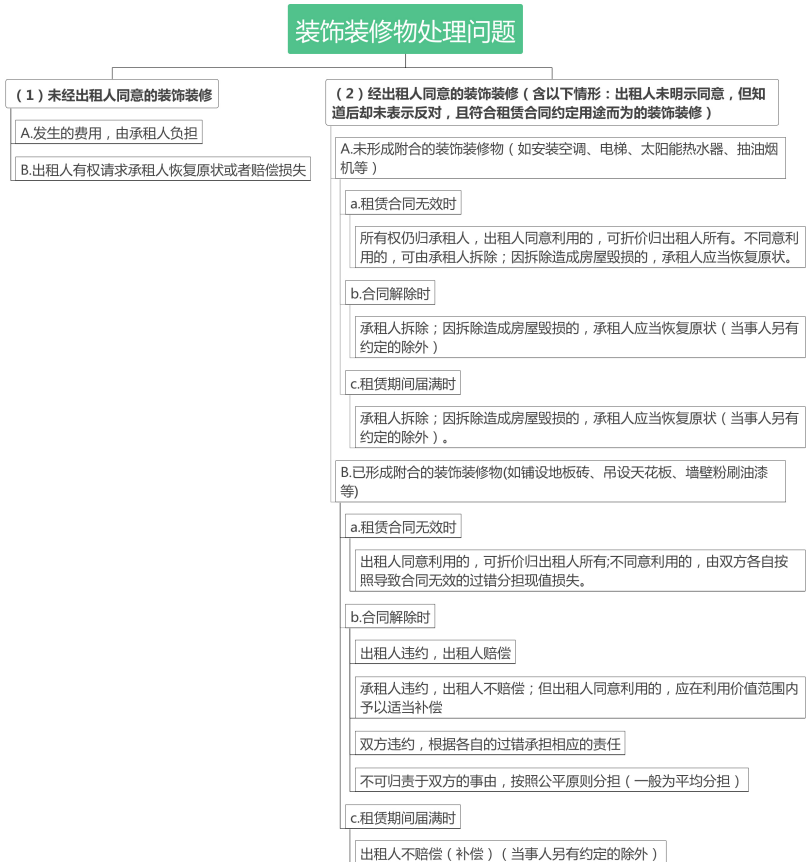 装饰装修物处理问题
（1）未经出租人同意的装饰装修
A.发生的费用，由承租人负担
B.出租人有权请求承租人恢复原状或者赔偿损失
（2）经出租人同意的装饰装修（含以下情形：出租人未明示同意，但知
道后却未表示反对，且符合租赁合同约定用途而为的装饰装修）
A.未形成附合的装饰装修物（如安装空调、电梯、太阳能热水器、抽油烟
机等）
a.租赁合同无效时
所有权仍归承租人，出租人同意利用的，可折价归出租人所有。不同意利
用的，可由承租人拆除；因拆除造成房屋毁损的，承租人应当恢复原状。
b.合同解除时
承租人拆除；因拆除造成房屋毁损的，承租人应当恢复原状（当事人另有
约定的除外）
c.租赁期间届满时
承租人拆除；因拆除造成房屋毁损的，承租人应当恢复原状（当事人另有
约定的除外）。
B.已形成附合的装饰装修物(如铺设地板砖、吊设天花板、墙壁粉刷油漆
等)
a.租赁合同无效时
出租人同意利用的，可折价归出租人所有;不同意利用的，由双方各自按
照导致合同无效的过错分担现值损失。
b.合同解除时
出租人违约，出租人赔偿
承租人违约，出租人不赔偿；但出租人同意利用的，应在利用价值范围内
予以适当补偿
双方违约，根据各自的过错承担相应的责任
不可归责于双方的事由，按照公平原则分担（一般为平均分担）
c.租赁期间届满时
出租人不赔偿（补偿）（当事人另有约定的除外）